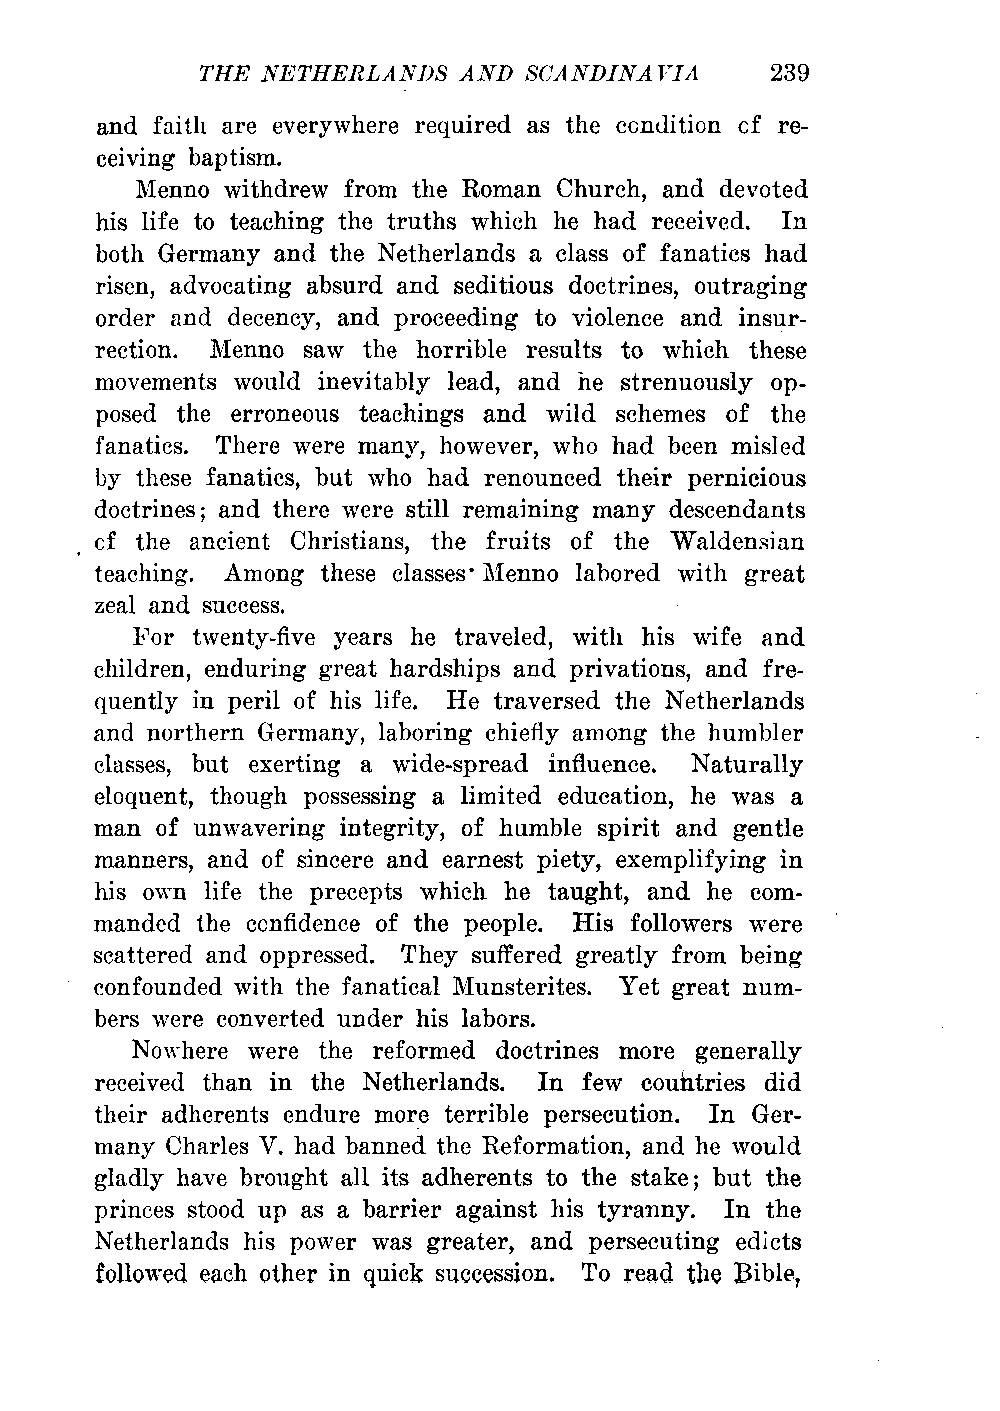 THE NETHERLANDS AND SCANDINAVIA 239
and faith are everywhere required as the condition of re-
ceiving baptism.
Menno withdrew from the Roman Church, and devoted
his life to teaching the truths which he had received. In
both Germany and the Netherlands a class of fanatics had
risen, advocating absurd and seditious doctrines, outraging
order and decency, and proceeding to violence and insur-
rection. Menno saw the horrible results to which these
movements would inevitably lead, and he strenuously op-
posed the erroneous teachings and wild schemes of the
fanatics. There were many, however, who had been misled
by these fanatics, but who had renounced their pernicious
doctrines; and there were still remaining many descendants
of the ancient Christians, the fruits of the Waldensian
teaching. Among these classes Menno labored with great
zeal and success.
For twenty-five years he traveled, with his wife and
children, enduring great hardships and privations, and fre-
quently in peril of his life. He traversed the Netherlands
and northern Germany, laboring chiefly among the humbler
classes, but exerting a wide-spread influence. Naturally
eloquent, though possessing a limited education, he was a
man of unwavering integrity, of humble spirit and gentle
manners, and of sincere and earnest piety, exemplifying in
his own life the precepts which he taught, and he com-
manded the confidence of the people. His followers were
scattered and oppressed. They suffered greatly from being
confounded with the fanatical Munsterites. Yet great num-
bers were converted under his labors.
Nowhere were the reformed doctrines more generally
received than in the Netherlands. In few countries did
their adherents endure more terrible persecution. In Ger-
many Charles V. had banned the Reformation, and he would
gladly have brought all its adherents to the stake; but the
princes stood up as a barrier against his tyranny. In the
Netherlands his power was greater, and persecuting edicts
followed each other in quick succession. To read the Bible,